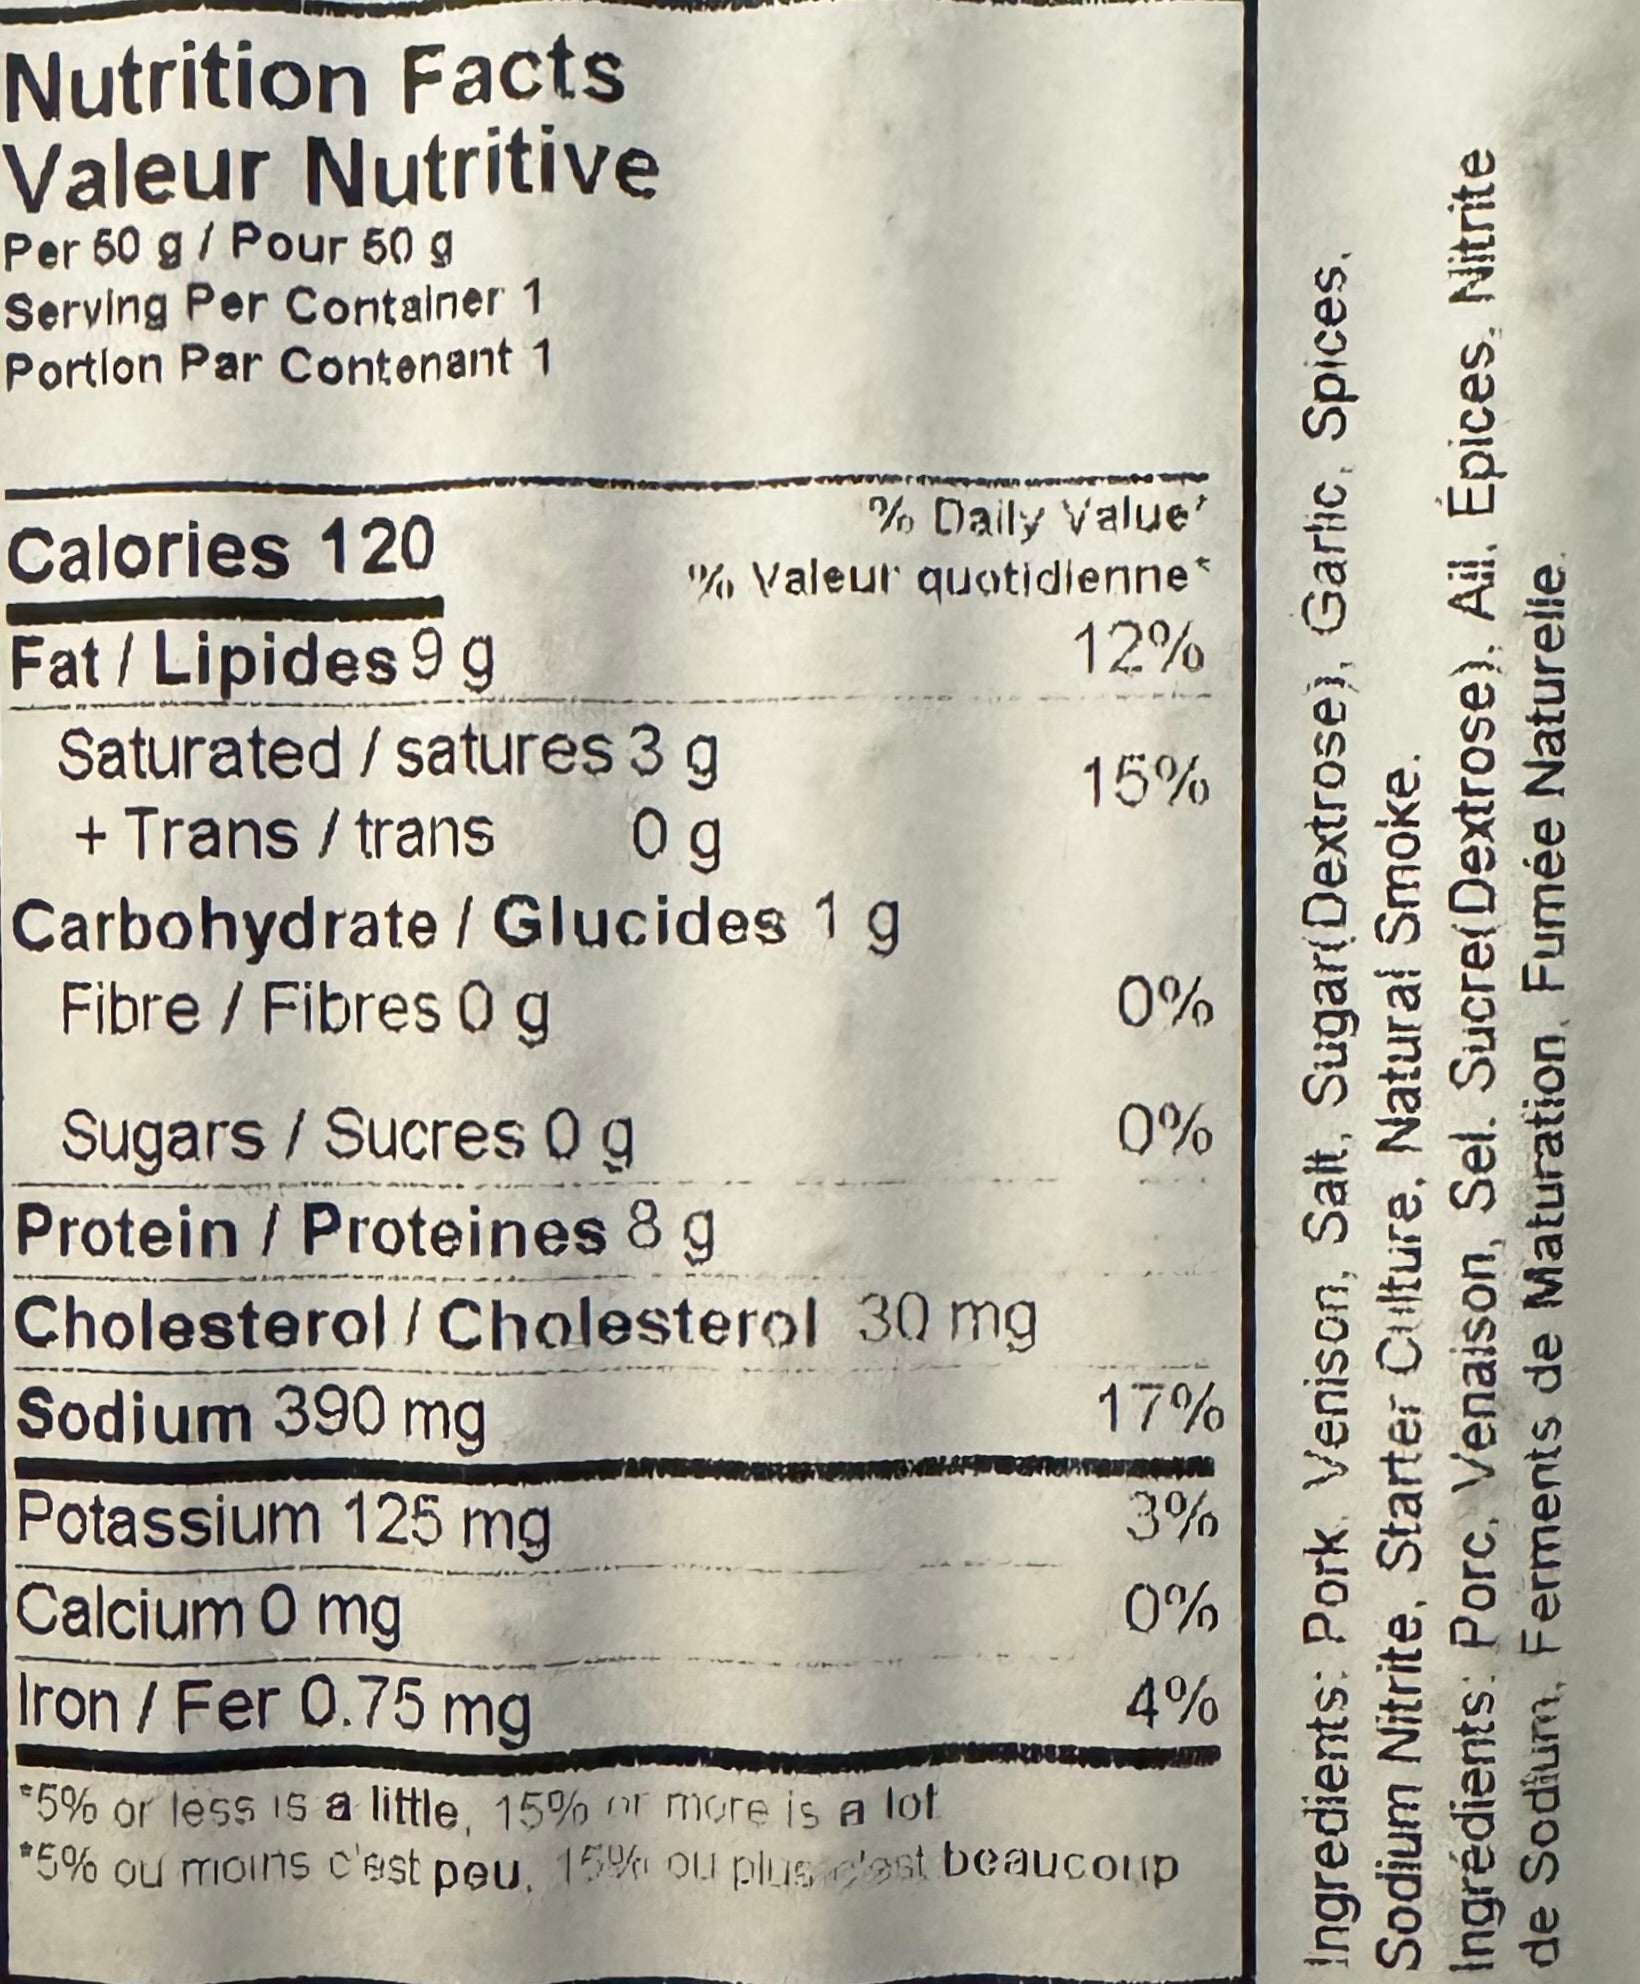 Nutrition Facts
Valeur Nutritive
Per 50 g / Pour 50 g
Serving Per Container 1
Portion Par Contenant 1
Calories 120
% Daily Value*
% Valeur quotidienne*
Fat / Lipides 9 g 12%
Saturated / satures 3 g 15%
+ Trans / trans 0 g
Carbohydrate / Glucides 1 g
Fibre / Fibres 0 g 0%
Sugars / Sucres 0 g 0%
Protein / Proteines 8 g
Cholesterol / Cholesterol 30 mg
Sodium 390 mg 17%
Potassium 125 mg 3%
Calcium 0 mg 0%
Iron / Fer 0.75 mg 4%
*5% or less is a little, 15% or more is a lot
*5% ou moins c'est peu, 15% ou plus c'est beaucoup
Ingredients: Pork, Venison, Salt, Sugar(Dextrose), Garlic, Spices,
Sodium Nitrite, Starter Culture, Natural Smoke.
Ingrédients: Porc, Venaison, Sel, Sucre(Dextrose), Ail, Épices, Nitrite
de Sodium, Ferments de Maturation, Fumée Naturelle.